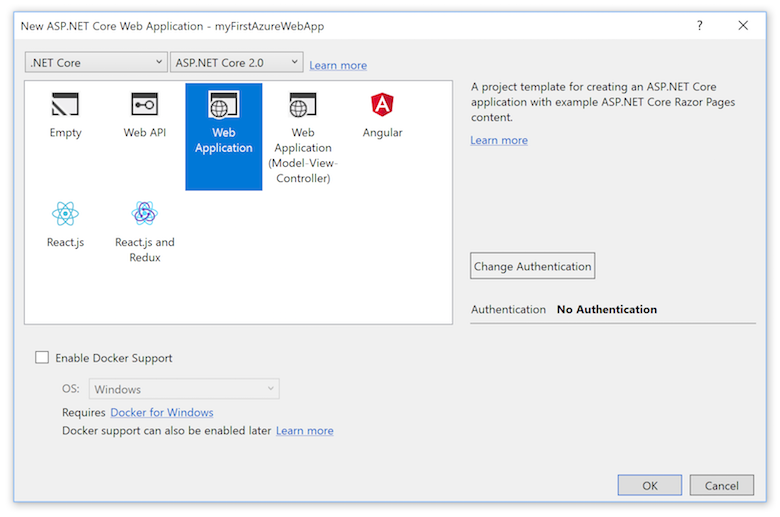 New ASP.NET Core Web Application - myFirstAzureWebApp
?
.NET Core
ASP.NET Core 2.0
Learn more
Empty
Web API
Web
Application
Web
Application
(Model-View-
Controller)
Angular
React.js
React.js and
Redux
A project template for creating an ASP.NET Core
application with example ASP.NET Core Razor Pages
content.
Learn more
Change Authentication
Authentication No Authentication
Enable Docker Support
OS: Windows
Requires Docker for Windows
Docker support can also be enabled later Learn more
OK
Cancel